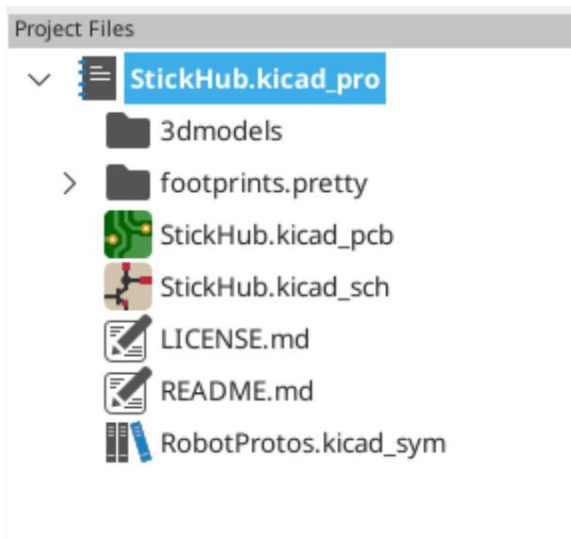 Project Files
StickHub.kicad_pro
3dmodels
footprints.pretty
StickHub.kicad_pcb
StickHub.kicad_sch
LICENSE.md
README.md
RobotProtos.kicad_sym